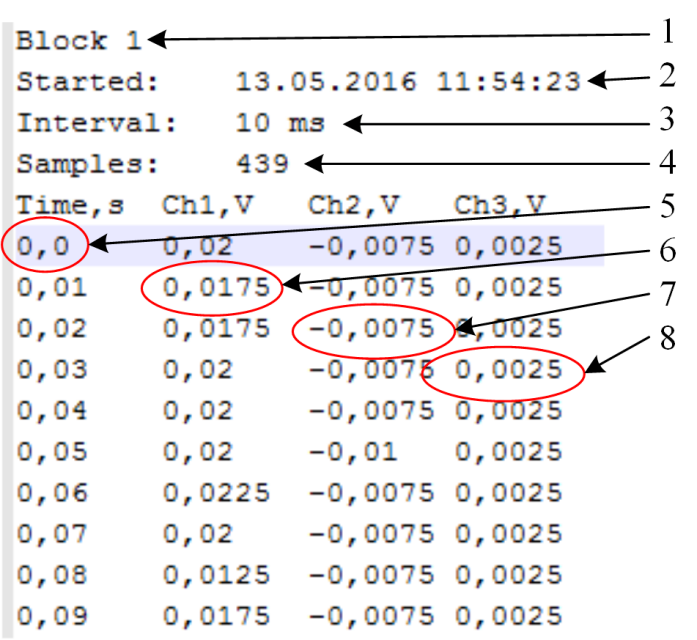 Block 1 1
Started: 13.05.2016 11:54:23 2
Interval: 10 ms 3
Samples: 439 4
Time,s Ch1,V Ch2,V Ch3,V 5
0,0 0,02 -0,0075 0,0025 6
0,01 0,0175 -0,0075 0,0025 7
0,02 0,0175 -0,0075 0,0025 8
0,03 0,02 -0,0075 0,0025
0,04 0,02 -0,0075 0,0025
0,05 0,02 -0,01 0,0025
0,06 0,0225 -0,0075 0,0025
0,07 0,02 -0,0075 0,0025
0,08 0,0125 -0,0075 0,0025
0,09 0,0175 -0,0075 0,0025